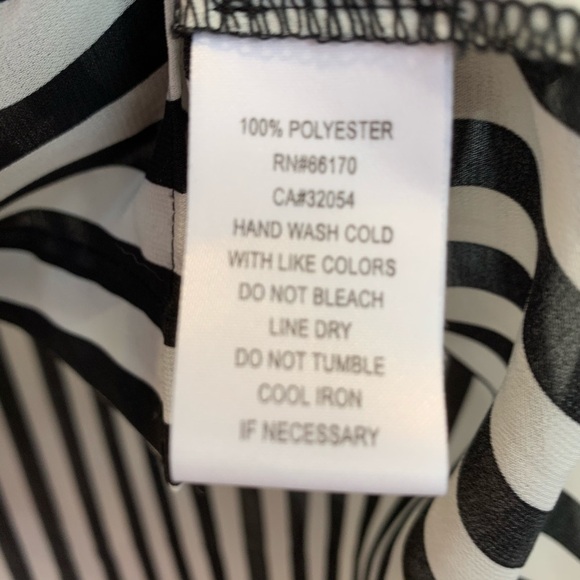 100% POLYESTER
RN#66170
CA#32054
HAND WASH COLD
WITH LIKE COLORS
DO NOT BLEACH
LINE DRY
DO NOT TUMBLE
COOL IRON
IF NECESSARY